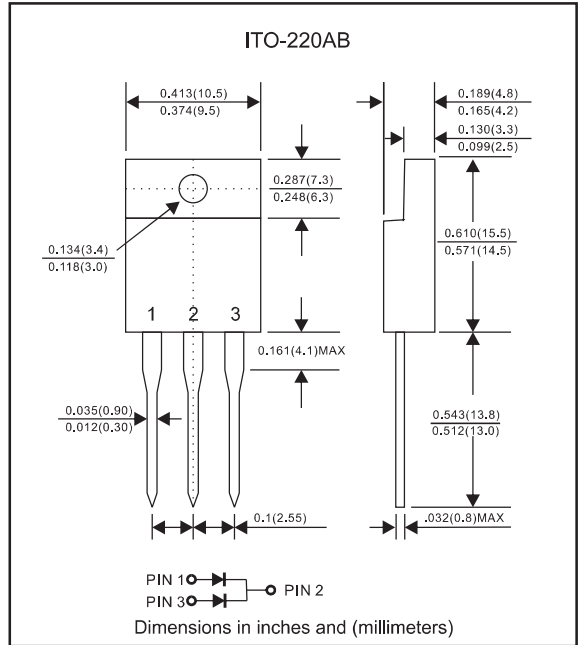 ITO-220AB
0.413(10.5)
0.374(9.5)
0.189(4.8)
0.165(4.2)
0.130(3.3)
0.099(2.5)
0.287(7.3)
0.248(6.3)
0.134(3.4)
0.118(3.0)
0.610(15.5)
0.571(14.5)
1 2 3
0.161(4.1)MAX
0.035(0.90)
0.012(0.30)
0.543(13.8)
0.512(13.0)
0.1(2.55)
.032(0.8)MAX
PIN 1
PIN 2
PIN 3
Dimensions in inches and (millimeters)